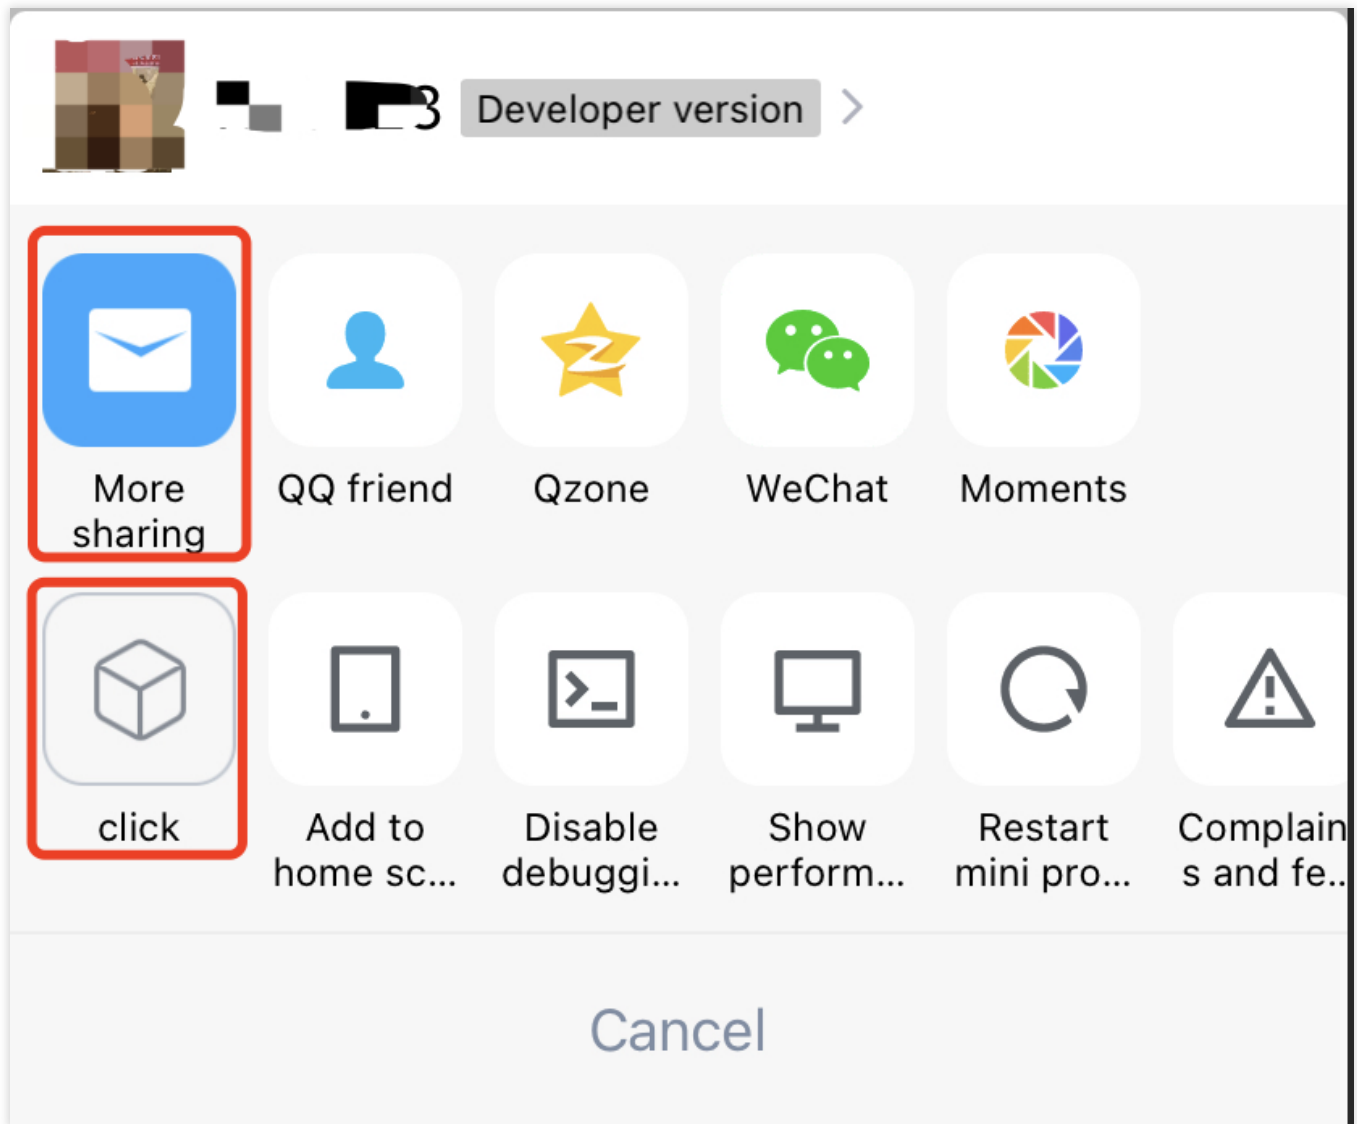 Developer version
More
sharing
QQ friend
Qzone
WeChat
Moments
click
Add to
home sc...
Disable
debuggi...
Show
perform...
Restart
mini pro...
Complain
s and fe..
Cancel